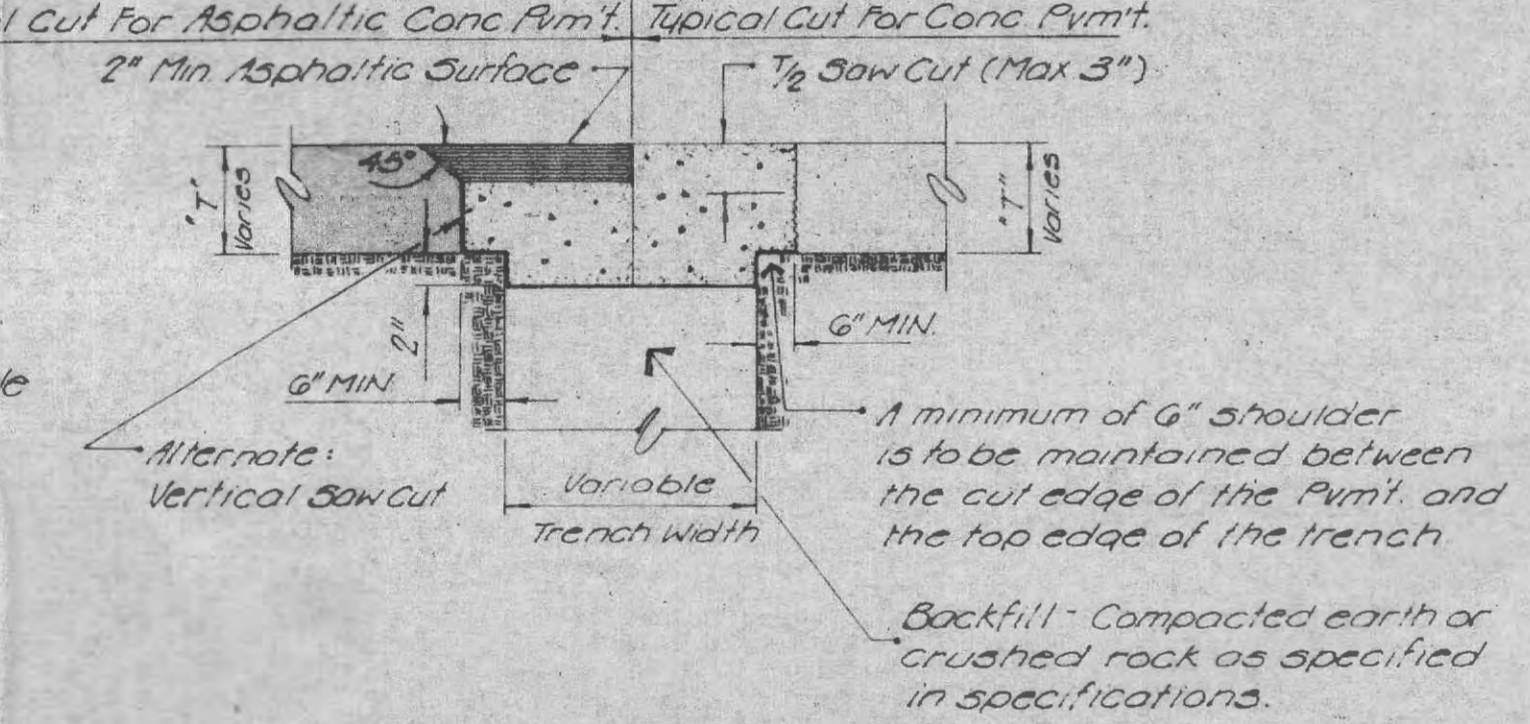 l Cut For Asphaltic Conc Pvm't. Typical Cut For Conc. Pvm't.
2" Min. Asphaltic Surface
T/2 Saw Cut (Max 3")
45°
"T"
Varies
"T"
Varies
2"
6" MIN.
6" MIN.
le
Alternate:
Vertical Saw Cut
Variable
Trench Width
A minimum of 6" shoulder
is to be maintained between
the cut edge of the Pvm't. and
the top edge of the trench
Backfill - Compacted earth or
crushed rock as specified
in specifications.